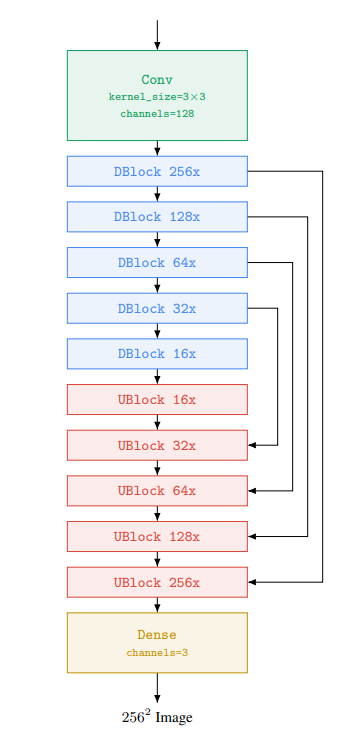 Conv
kernel_size=3×3
channels=128
DBlock 256x
DBlock 128x
DBlock 64x
DBlock 32x
DBlock 16x
UBlock 16x
UBlock 32x
UBlock 64x
UBlock 128x
UBlock 256x
Dense
channels=3
256² Image